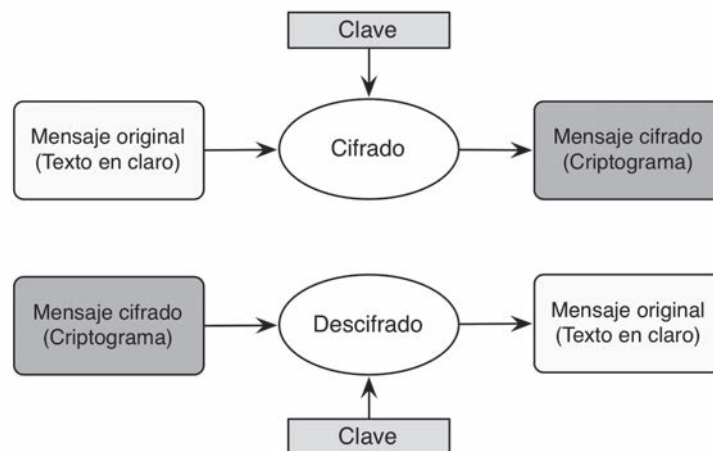 Clave
Mensaje original
(Texto en claro)
Cifrado
Mensaje cifrado
(Criptograma)
Mensaje cifrado
(Criptograma)
Descifrado
Mensaje original
(Texto en claro)
Clave